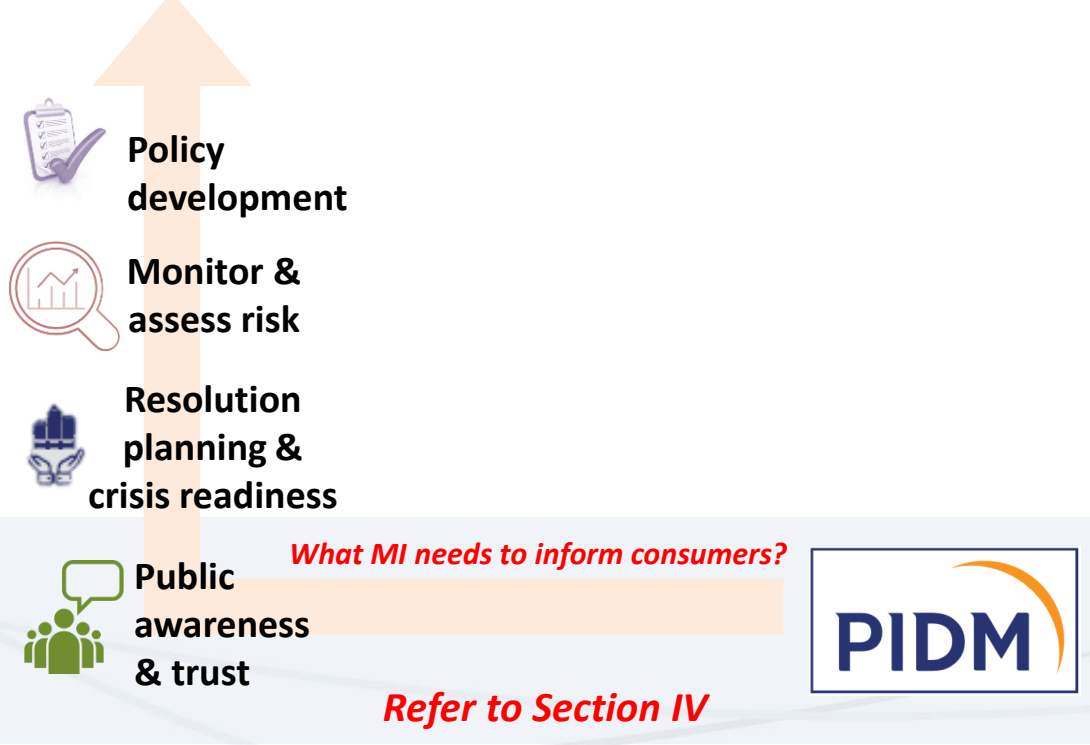 Policy
development
Monitor &
assess risk
Resolution
planning &
crisis readiness
What MI needs to inform consumers?
Public
awareness
& trust
PIDM
Refer to Section IV